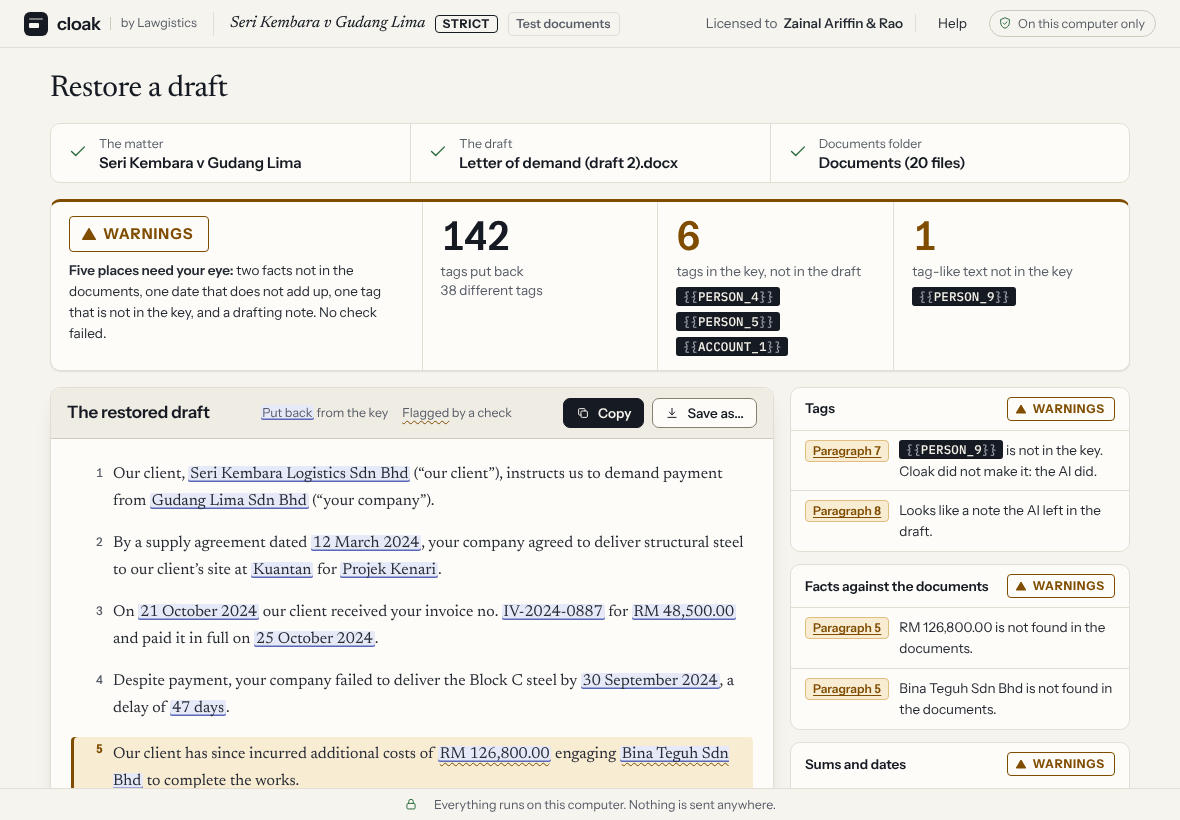 cloak by Lawgistics Seri Kembara v Gudang Lima STRICT Test documents Licensed to Zainal Ariffin & Rao Help On this computer only
Restore a draft
The matter
Seri Kembara v Gudang Lima
The draft
Letter of demand (draft 2).docx
Documents folder
Documents (20 files)
WARNINGS
Five places need your eye: two facts not in the
documents, one date that does not add up, one tag
that is not in the key, and a drafting note. No check
failed.
142
tags put back
38 different tags
6
tags in the key, not in the draft
{{PERSON_4}}
{{PERSON_5}}
{{ACCOUNT_1}}
1
tag-like text not in the key
{{PERSON_9}}
The restored draft Put back from the key Flagged by a check Copy Save as…
1 Our client, Seri Kembara Logistics Sdn Bhd (“our client”), instructs us to demand payment
from Gudang Lima Sdn Bhd (“your company”).
2 By a supply agreement dated 12 March 2024, your company agreed to deliver structural steel
to our client’s site at Kuantan for Projek Kenari.
3 On 21 October 2024 our client received your invoice no. IV-2024-0887 for RM 48,500.00
and paid it in full on 25 October 2024.
4 Despite payment, your company failed to deliver the Block C steel by 30 September 2024, a
delay of 47 days.
5 Our client has since incurred additional costs of RM 126,800.00 engaging Bina Teguh Sdn
Bhd to complete the works.
Tags WARNINGS
Paragraph 7 {{PERSON_9}} is not in the key.
Cloak did not make it: the AI did.
Paragraph 8 Looks like a note the AI left in the
draft.
Facts against the documents WARNINGS
Paragraph 5 RM 126,800.00 is not found in the
documents.
Paragraph 5 Bina Teguh Sdn Bhd is not found in
the documents.
Sums and dates WARNINGS
Everything runs on this computer. Nothing is sent anywhere.